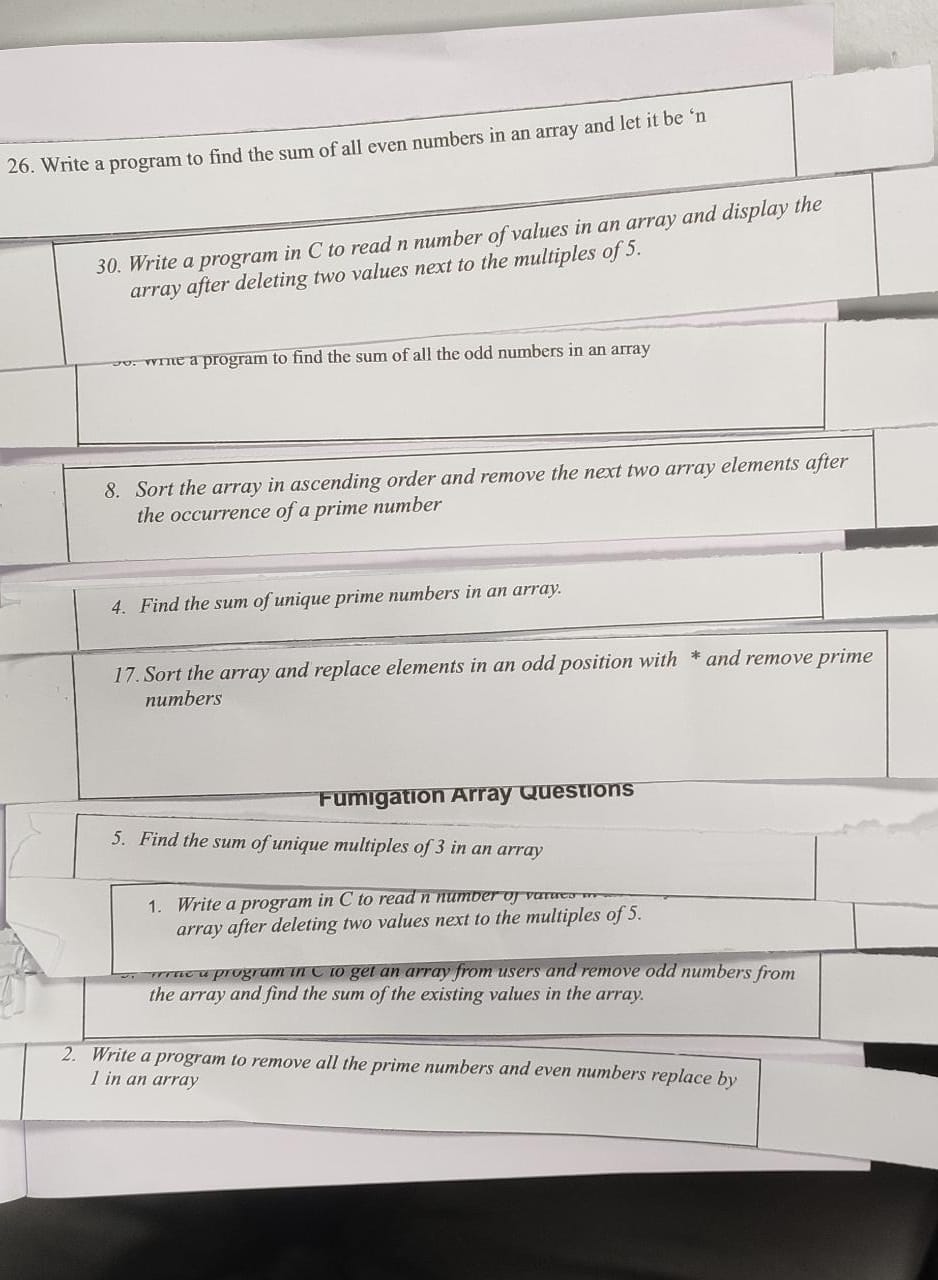 26. Write a program to find the sum of all even numbers in an array and let it be ‘n
30. Write a program in C to read n number of values in an array and display the
array after deleting two values next to the multiples of 5.
Write a program to find the sum of all the odd numbers in an array
8. Sort the array in ascending order and remove the next two array elements after
the occurrence of a prime number
4. Find the sum of unique prime numbers in an array.
17. Sort the array and replace elements in an odd position with * and remove prime
numbers
Fumigation Array Questions
5. Find the sum of unique multiples of 3 in an array
1. Write a program in C to read n number of values
array after deleting two values next to the multiples of 5.
Write a program in C to get an array from users and remove odd numbers from
the array and find the sum of the existing values in the array.
2. Write a program to remove all the prime numbers and even numbers replace by
1 in an array